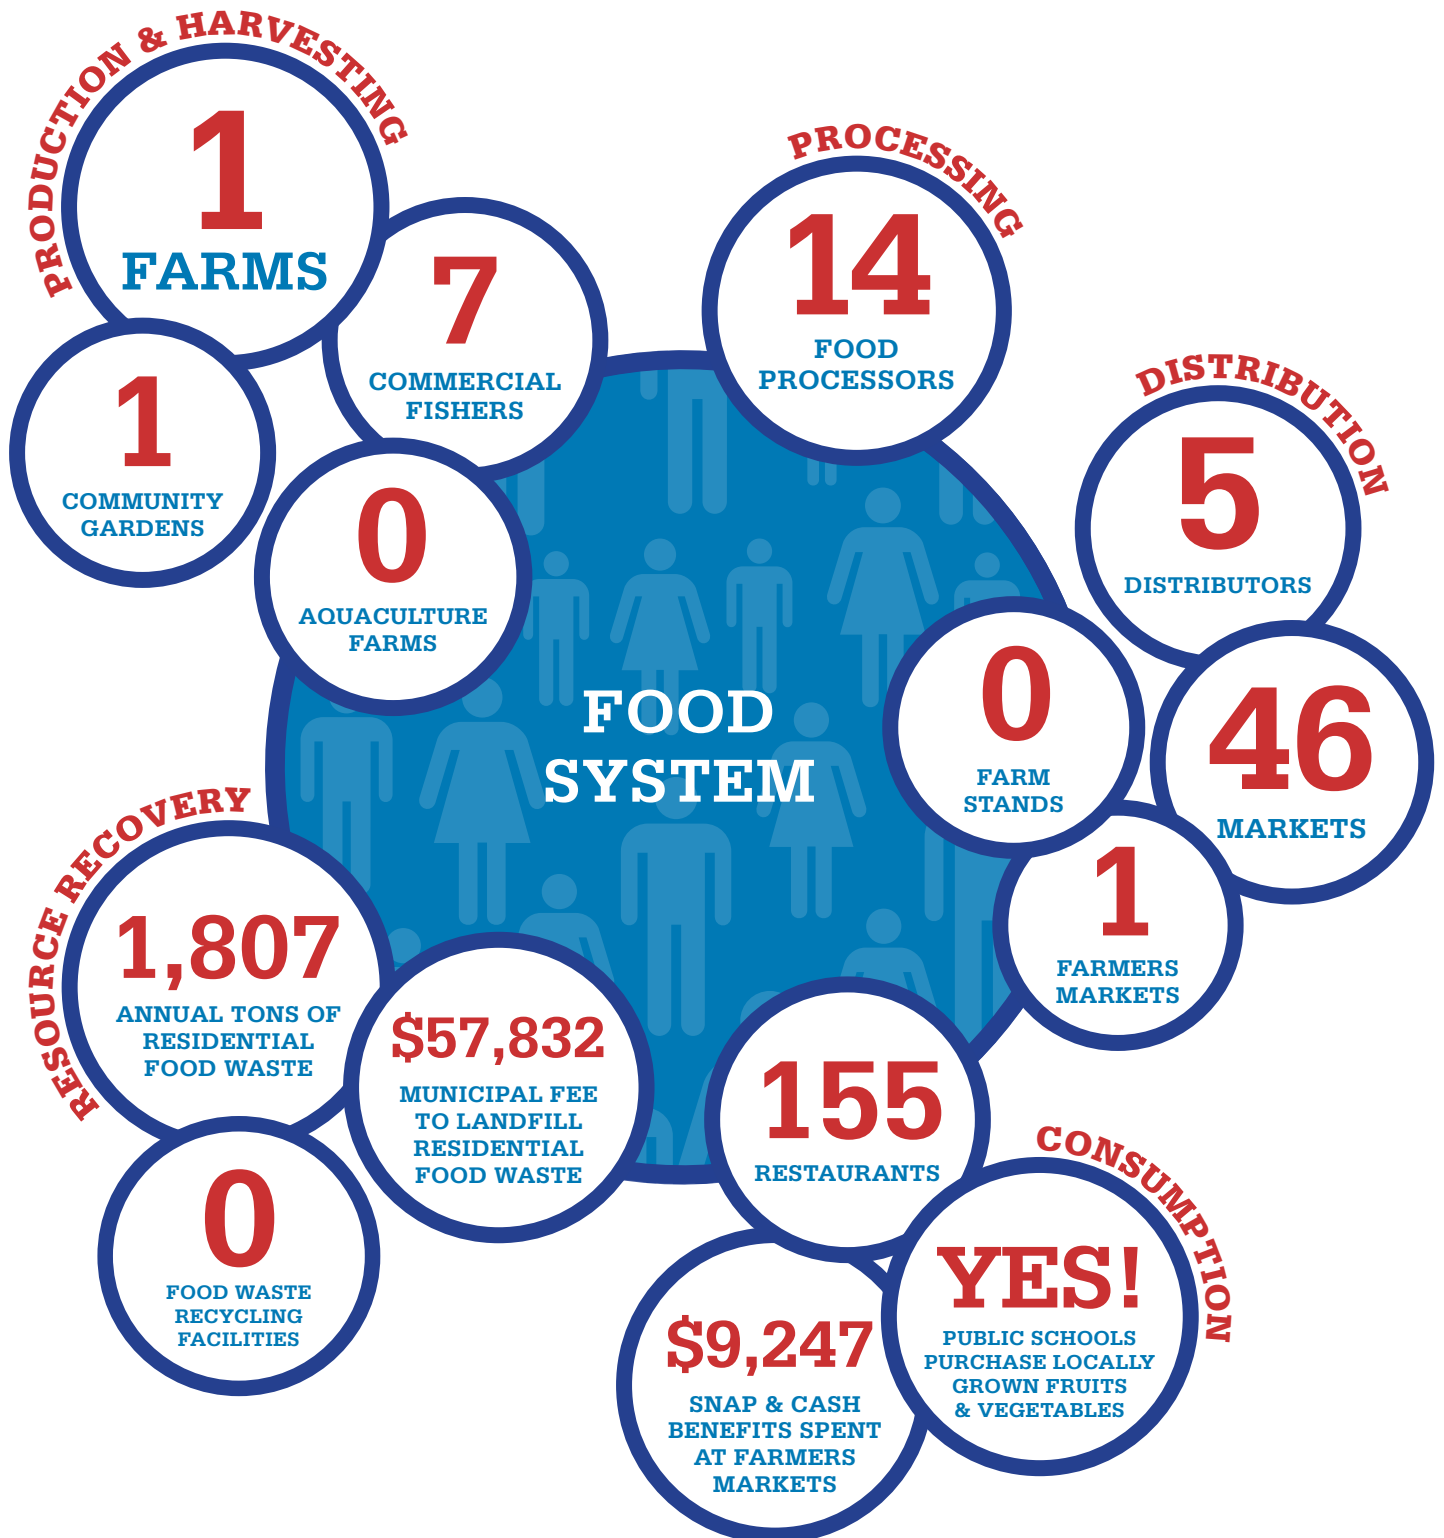 PRODUCTION & HARVESTING
1
FARMS
7
COMMERCIAL
FISHERS
1
COMMUNITY
GARDENS
0
AQUACULTURE
FARMS
PROCESSING
14
FOOD
PROCESSORS
DISTRIBUTION
5
DISTRIBUTORS
0
FARM
STANDS
46
MARKETS
1
FARMERS
MARKETS
FOOD
SYSTEM
RESOURCE RECOVERY
1,807
ANNUAL TONS OF
RESIDENTIAL
FOOD WASTE
$57,832
MUNICIPAL FEE
TO LANDFILL
RESIDENTIAL
FOOD WASTE
0
FOOD WASTE
RECYCLING
FACILITIES
CONSUMPTION
155
RESTAURANTS
YES!
PUBLIC SCHOOLS
PURCHASE LOCALLY
GROWN FRUITS
& VEGETABLES
$9,247
SNAP & CASH
BENEFITS SPENT
AT FARMERS
MARKETS